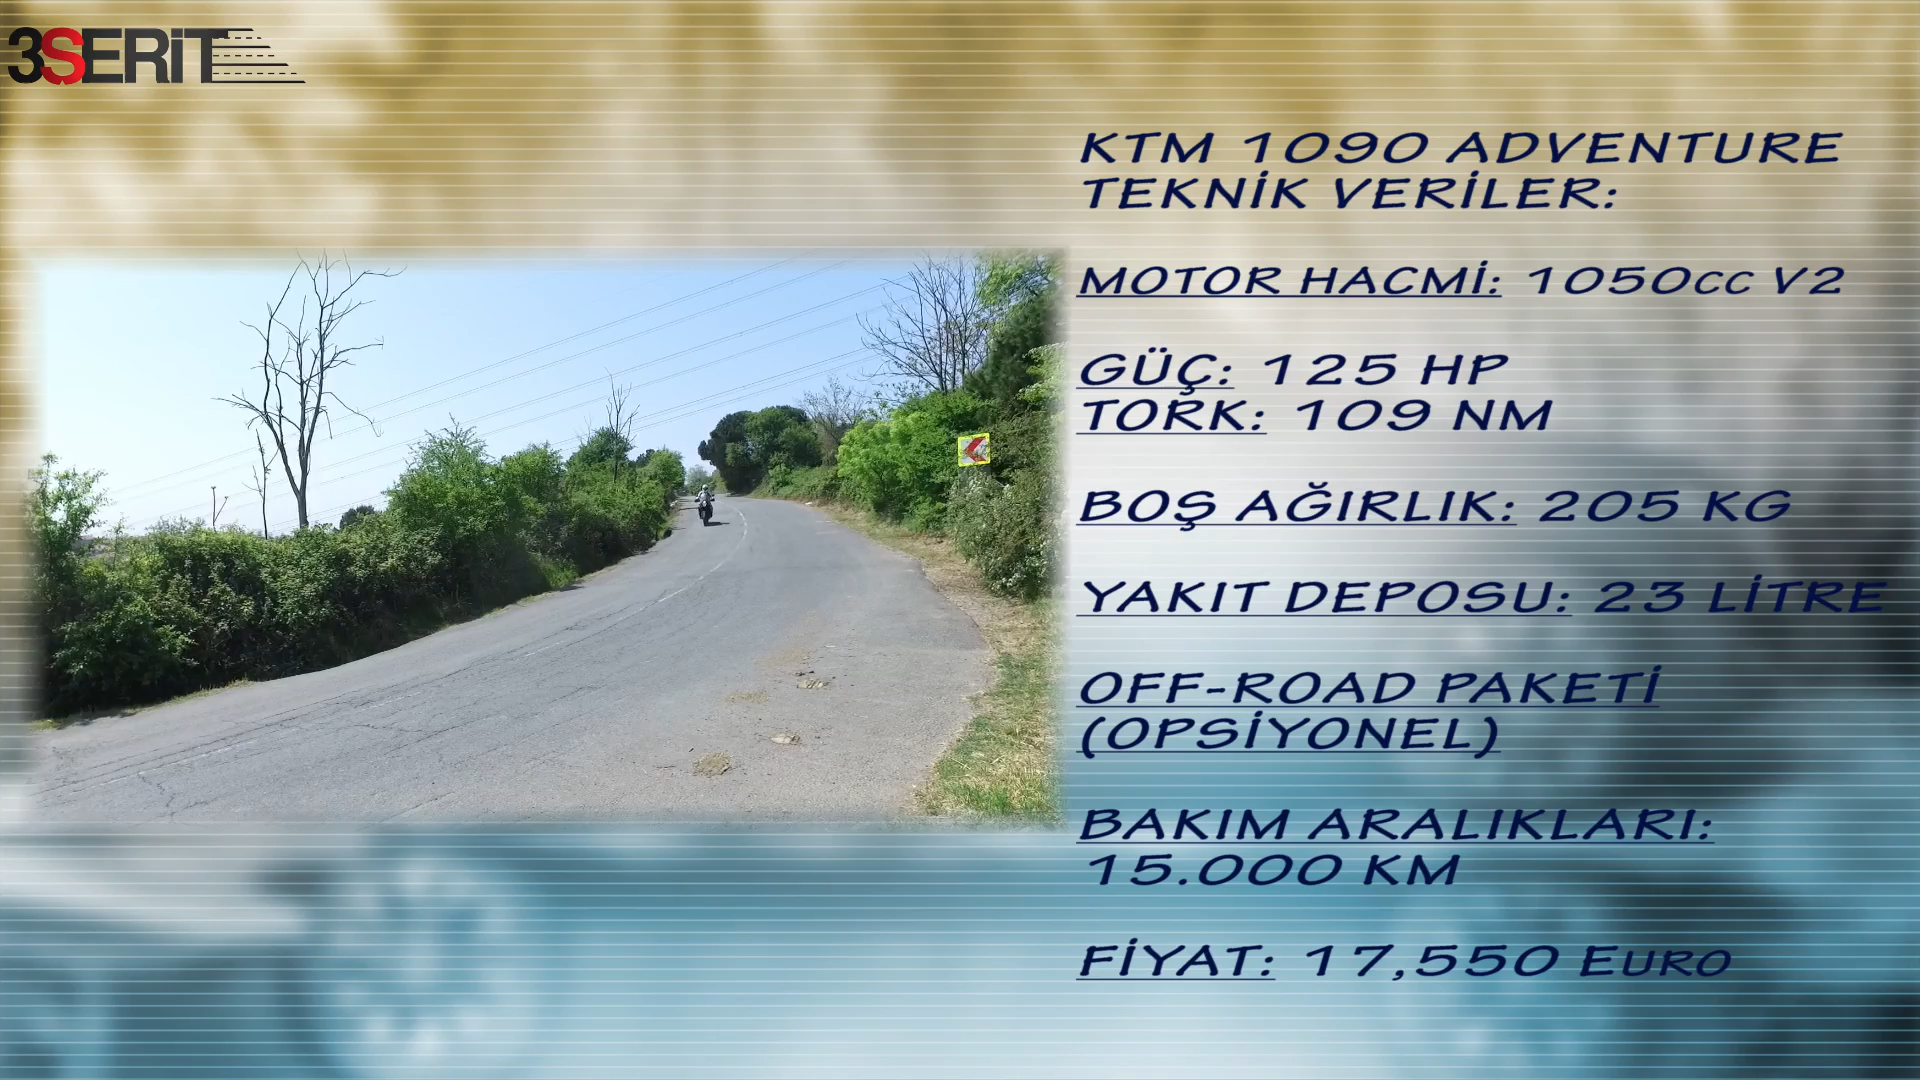 3ŞERİT
KTM 1090 ADVENTURE
TEKNİK VERİLER:
MOTOR HACMİ: 1050cc V2
GÜÇ: 125 HP
TORK: 109 NM
BOŞ AĞIRLIK: 205 KG
YAKIT DEPOSU: 23 LİTRE
OFF-ROAD PAKETİ
(OPSİYONEL)
BAKIM ARALIKLARI:
15.000 KM
FİYAT: 17,550 Euro